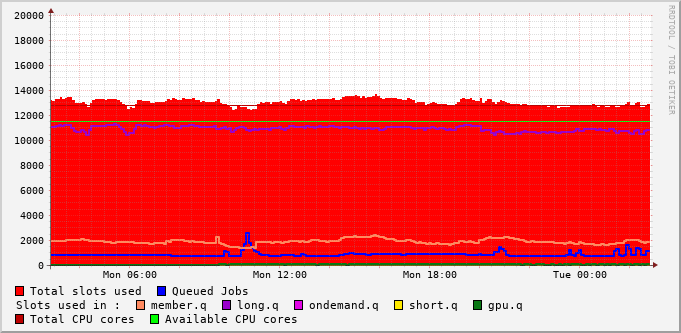 20000
18000
16000
14000
12000
10000
8000
6000
4000
2000
0
Mon 06:00 Mon 12:00 Mon 18:00 Tue 00:00
RRDTOOL / TOBI OETIKER
Total slots used Queued Jobs
Slots used in : member.q long.q ondemand.q short.q gpu.q
Total CPU cores Available CPU cores